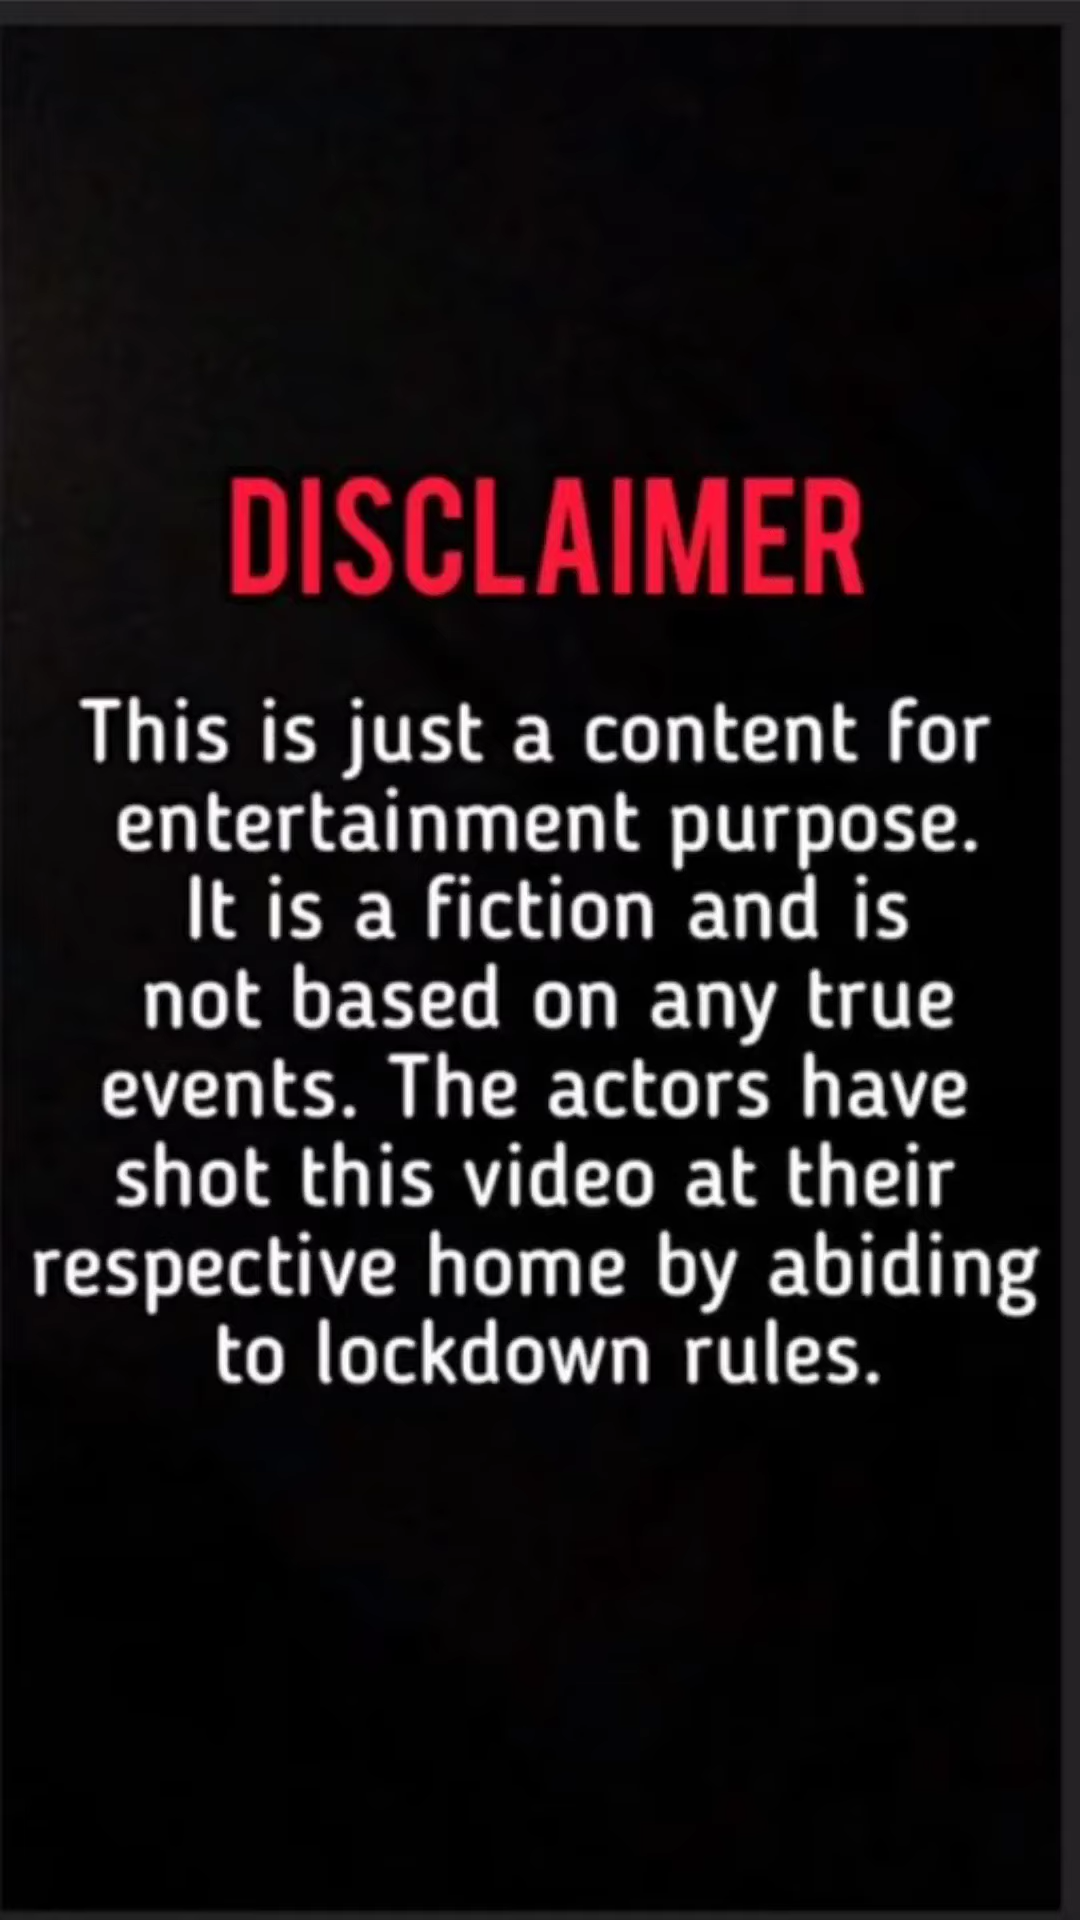 DISCLAIMER
This is just a content for
entertainment purpose.
It is a fiction and is
not based on any true
events. The actors have
shot this video at their
respective home by abiding
to lockdown rules.